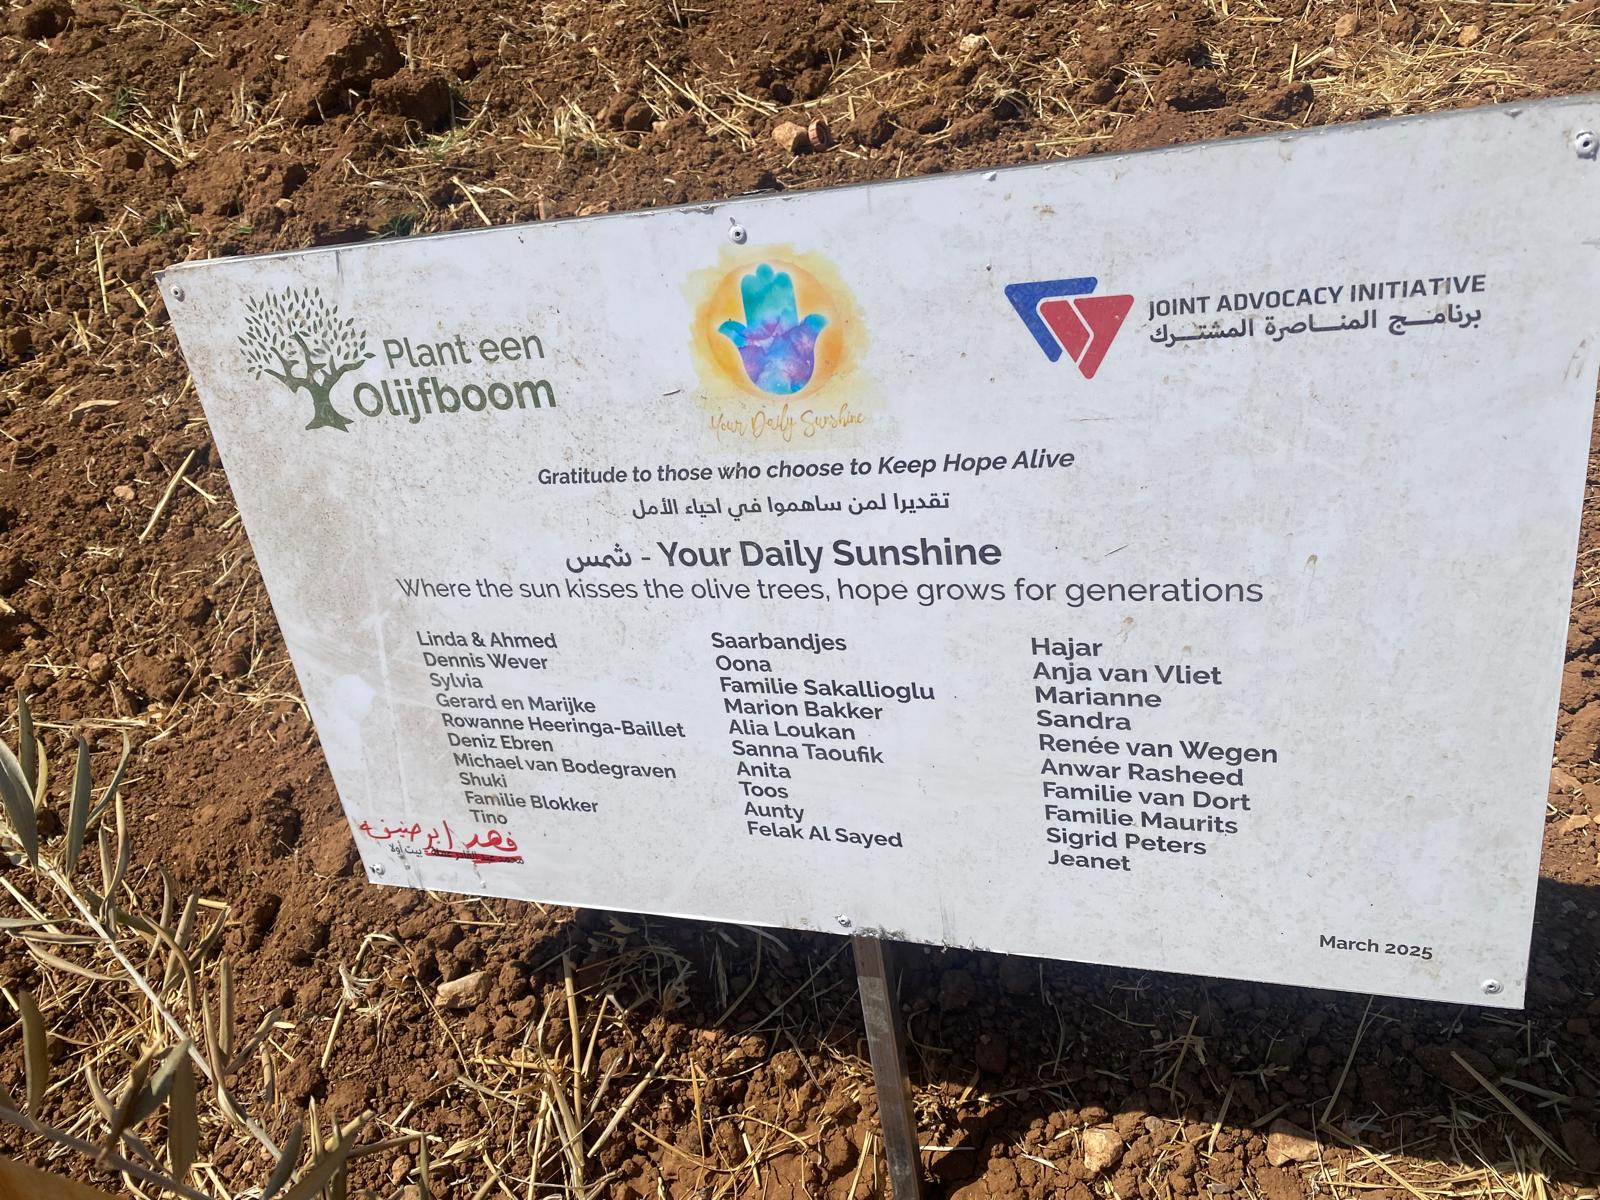 Plant een
Olijfboom
Your Daily Sunshine
JOINT ADVOCACY INITIATIVE
برنامج المناصرة المشترك
Gratitude to those who choose to Keep Hope Alive
تقديرا لمن ساهموا في احياء الأمل
شمس - Your Daily Sunshine
Where the sun kisses the olive trees, hope grows for generations
Linda & Ahmed
Dennis Wever
Sylvia
Gerard en Marijke
Rowanne Heeringa-Baillet
Deniz Ebren
Michael van Bodegraven
Shuki
Familie Blokker
Tino
Saarbandjes
Oona
Familie Sakallioglu
Marion Bakker
Alia Loukan
Sanna Taoufik
Anita
Toos
Aunty
Felak Al Sayed
Hajar
Anja van Vliet
Marianne
Sandra
Renée van Wegen
Anwar Rasheed
Familie van Dort
Familie Maurits
Sigrid Peters
Jeanet
فهد
محمد عبد القادر بيت أولا
March 2025